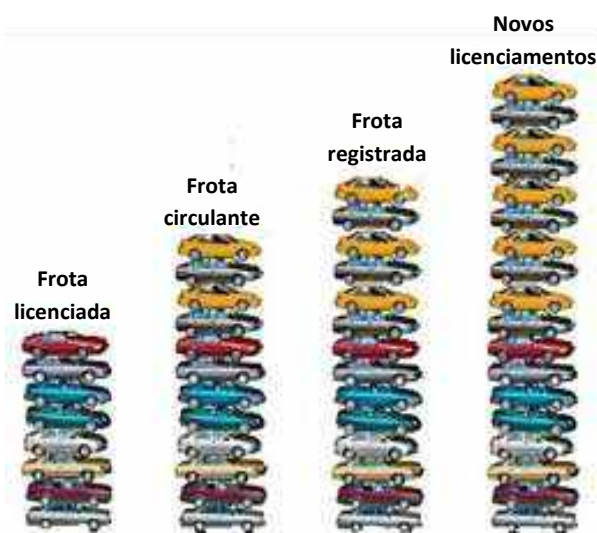 Novos
licenciamentos
Frota
registrada
Frota
circulante
Frota
licenciada